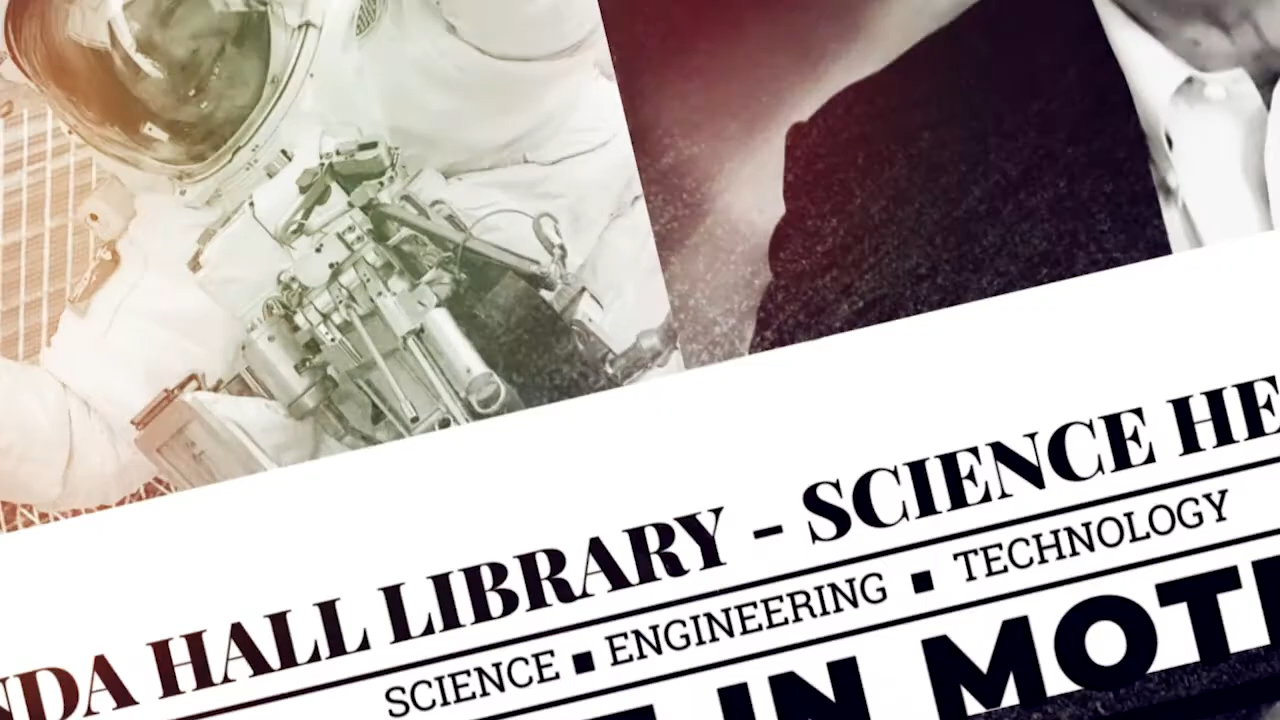 NDA HALL LIBRARY - SCIENCE HE
SCIENCE ▪ ENGINEERING ▪ TECHNOLOGY
IN MOT